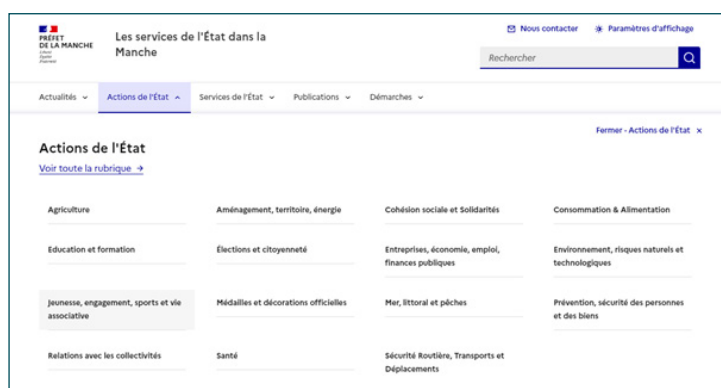 PRÉFET
DE LA MANCHE
Liberté
Égalité
Fraternité
Les services de l'État dans la
Manche
Nous contacter
Paramètres d'affichage
Rechercher
Actualités
Actions de l'État
Services de l'État
Publications
Démarches
Fermer - Actions de l'État ×
Actions de l'État
Voir toute la rubrique →
Agriculture
Aménagement, territoire, énergie
Cohésion sociale et Solidarités
Consommation & Alimentation
Education et formation
Élections et citoyenneté
Entreprises, économie, emploi,
finances publiques
Environnement, risques naturels et
technologiques
Jeunesse, engagement, sports et vie
associative
Médailles et décorations officielles
Mer, littoral et pêches
Prévention, sécurité des personnes
et des biens
Relations avec les collectivités
Santé
Sécurité Routière, Transports et
Déplacements